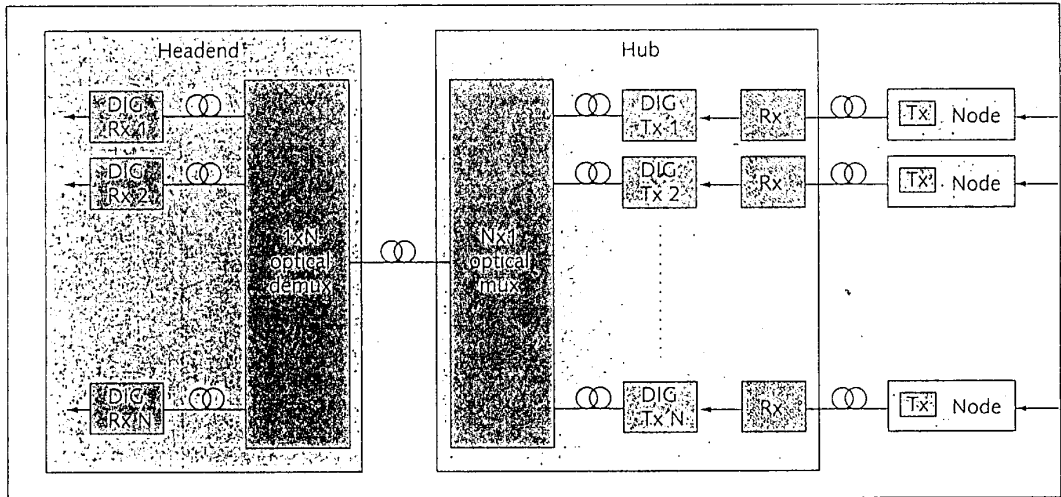 Headend
Hub
DIG
Rx 1
DIG
Tx 1
Rx
Tx
Node
DIG
Rx 2
DIG
Tx 2
Rx
Tx
Node
1xN
optical
demux
Nx1
optical
mux
DIG
Rx N
DIG
Tx N
Rx
Tx
Node